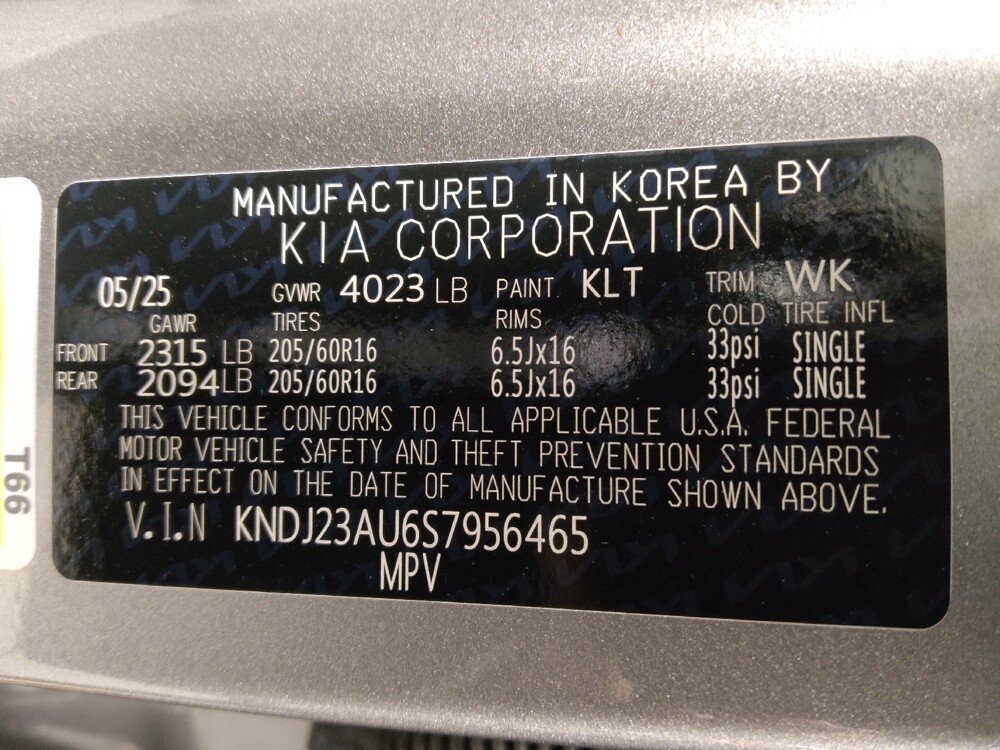 MANUFACTURED IN KOREA BY
KIA CORPORATION
05/25 GVWR 4023 LB PAINT KLT TRIM WK
GAWR TIRES RIMS COLD TIRE INFL
FRONT 2315 LB 205/60R16 6.5Jx16 33psi SINGLE
REAR 2094 LB 205/60R16 6.5Jx16 33psi SINGLE
THIS VEHICLE CONFORMS TO ALL APPLICABLE U.S.A. FEDERAL
MOTOR VEHICLE SAFETY AND THEFT PREVENTION STANDARDS
IN EFFECT ON THE DATE OF MANUFACTURE SHOWN ABOVE.
V.I.N KNDJ23AU6S7956465
MPV
T66